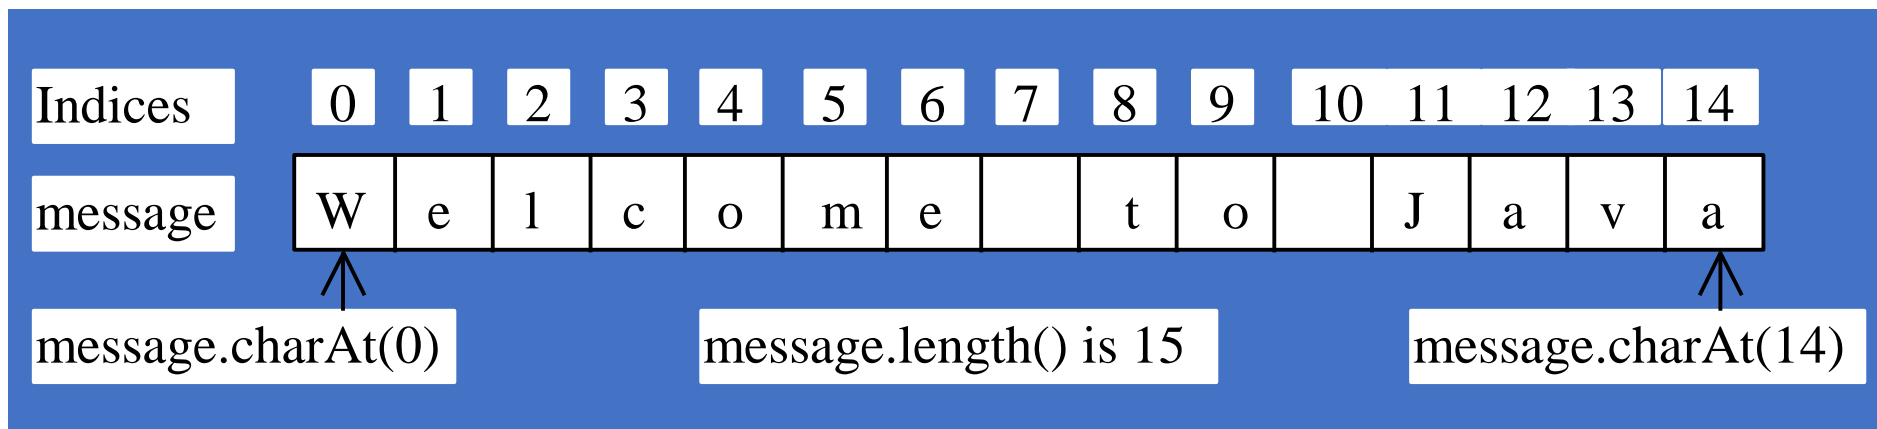 Indices 0 1 2 3 4 5 6 7 8 9 10 11 12 13 14
message W e l c o m e t o J a v a
message.charAt(0) message.length() is 15 message.charAt(14)